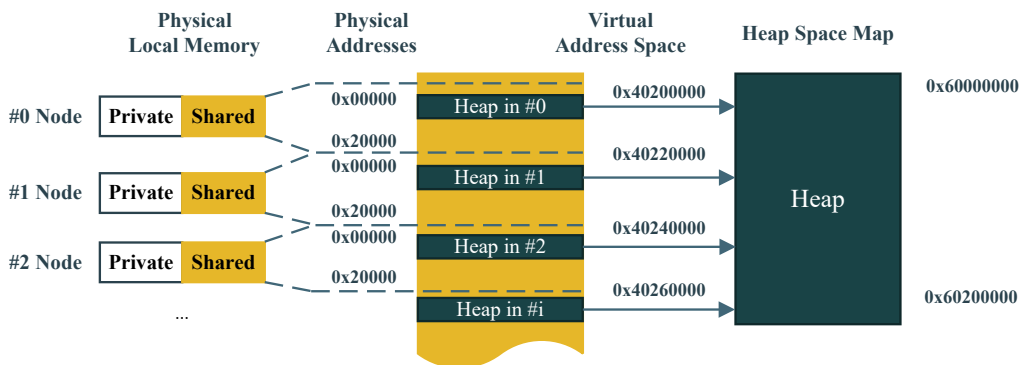 Physical
Local Memory
Physical
Addresses
Virtual
Address Space
Heap Space Map
#0 Node
Private
Shared
0x00000
0x20000
Heap in #0
0x40200000
0x60000000
#1 Node
Private
Shared
0x00000
0x20000
Heap in #1
0x40220000
Heap
#2 Node
Private
Shared
0x00000
0x20000
Heap in #2
0x40240000
...
Heap in #i
0x40260000
0x60200000